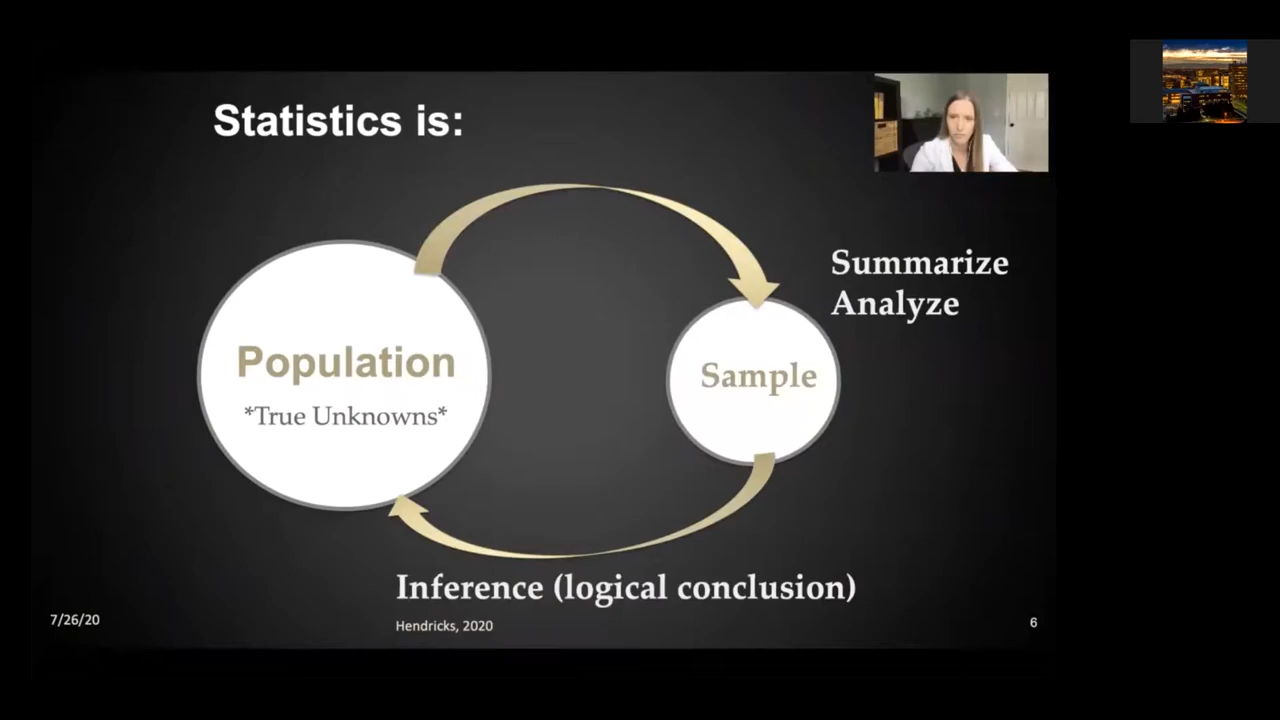 Statistics is:
Summarize
Analyze
Population
*True Unknowns*
Sample
Inference (logical conclusion)
7/26/20
Hendricks, 2020
6